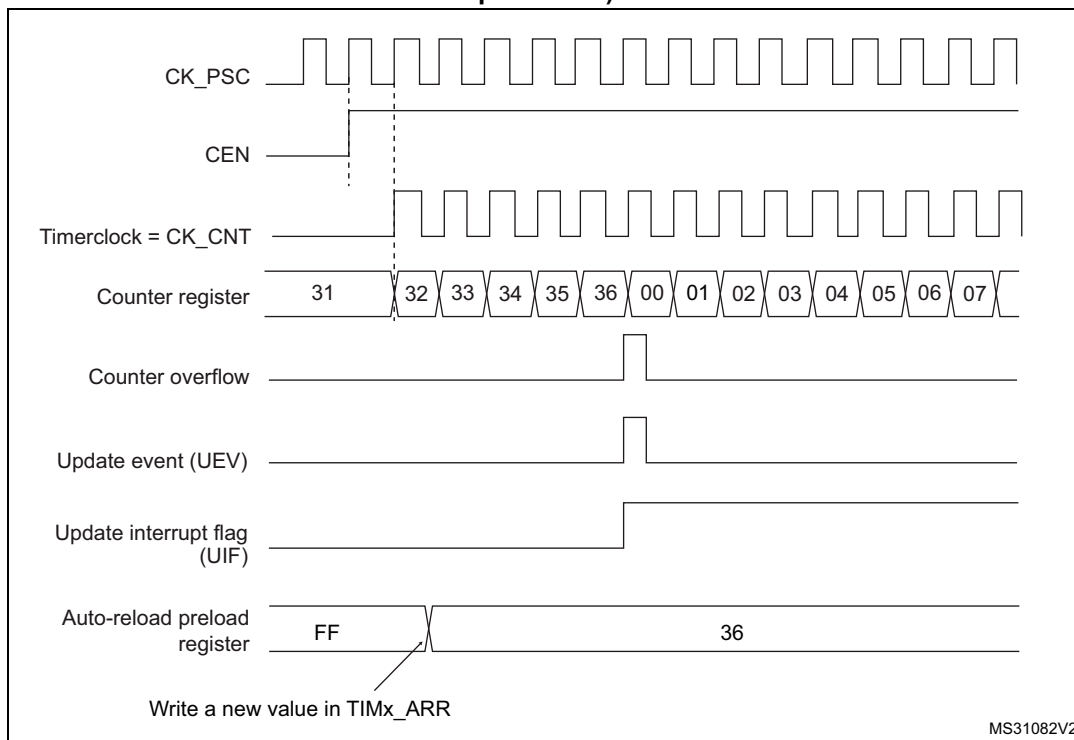 CK_PSC
CEN
Timerclock = CK_CNT
Counter register 31 32 33 34 35 36 00 01 02 03 04 05 06 07
Counter overflow
Update event (UEV)
Update interrupt flag
(UIF)
Auto-reload preload
register
FF 36
Write a new value in TIMx_ARR
MS31082V2